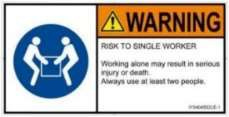 WARNING
RISK TO SINGLE WORKER
Working alone may result in serious
injury or death.
Always use at least two people.